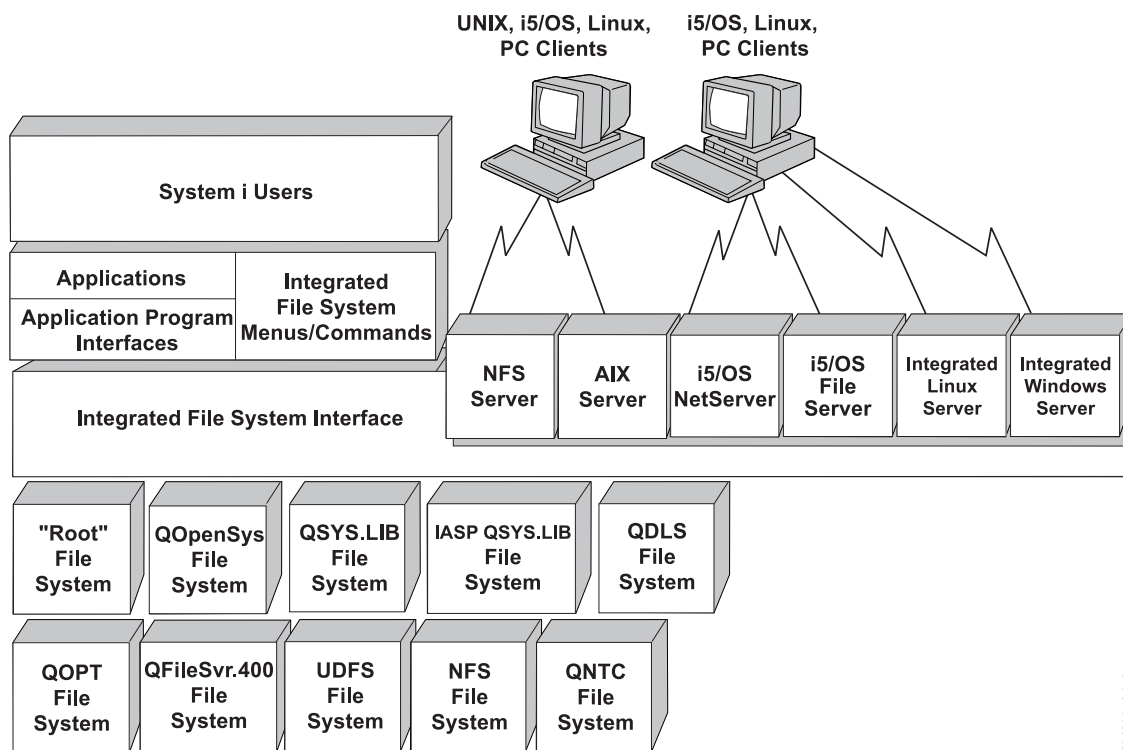 UNIX, i5/OS, Linux,
PC Clients
i5/OS, Linux,
PC Clients
System i Users
Applications
Application Program
Interfaces
Integrated
File System
Menus/Commands
NFS
Server
AIX
Server
i5/OS
NetServer
i5/OS
File
Server
Integrated
Linux
Server
Integrated
Windows
Server
Integrated File System Interface
"Root"
File
System
QOpenSys
File
System
QSYS.LIB
File
System
IASP QSYS.LIB
File
System
QDLS
File
System
QOPT
File
System
QFileSvr.400
File
System
UDFS
File
System
NFS
File
System
QNTC
File
System